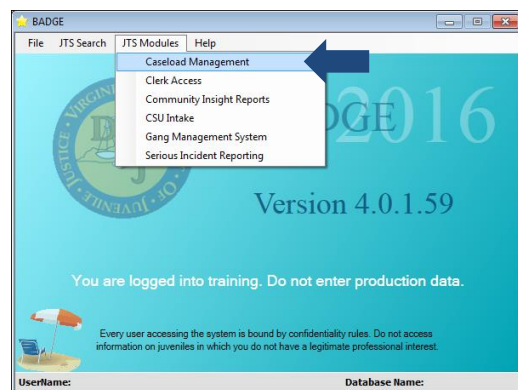 BADGE
File JTS Search JTS Modules Help
Caseload Management
Clerk Access
Community Insight Reports
CSU Intake
Gang Management System
Serious Incident Reporting
2016
Version 4.0.1.59
You are logged into training. Do not enter production data.
Every user accessing the system is bound by confidentiality rules. Do not access
information on juveniles in which you do not have a legitimate professional interest.
UserName: Database Name: